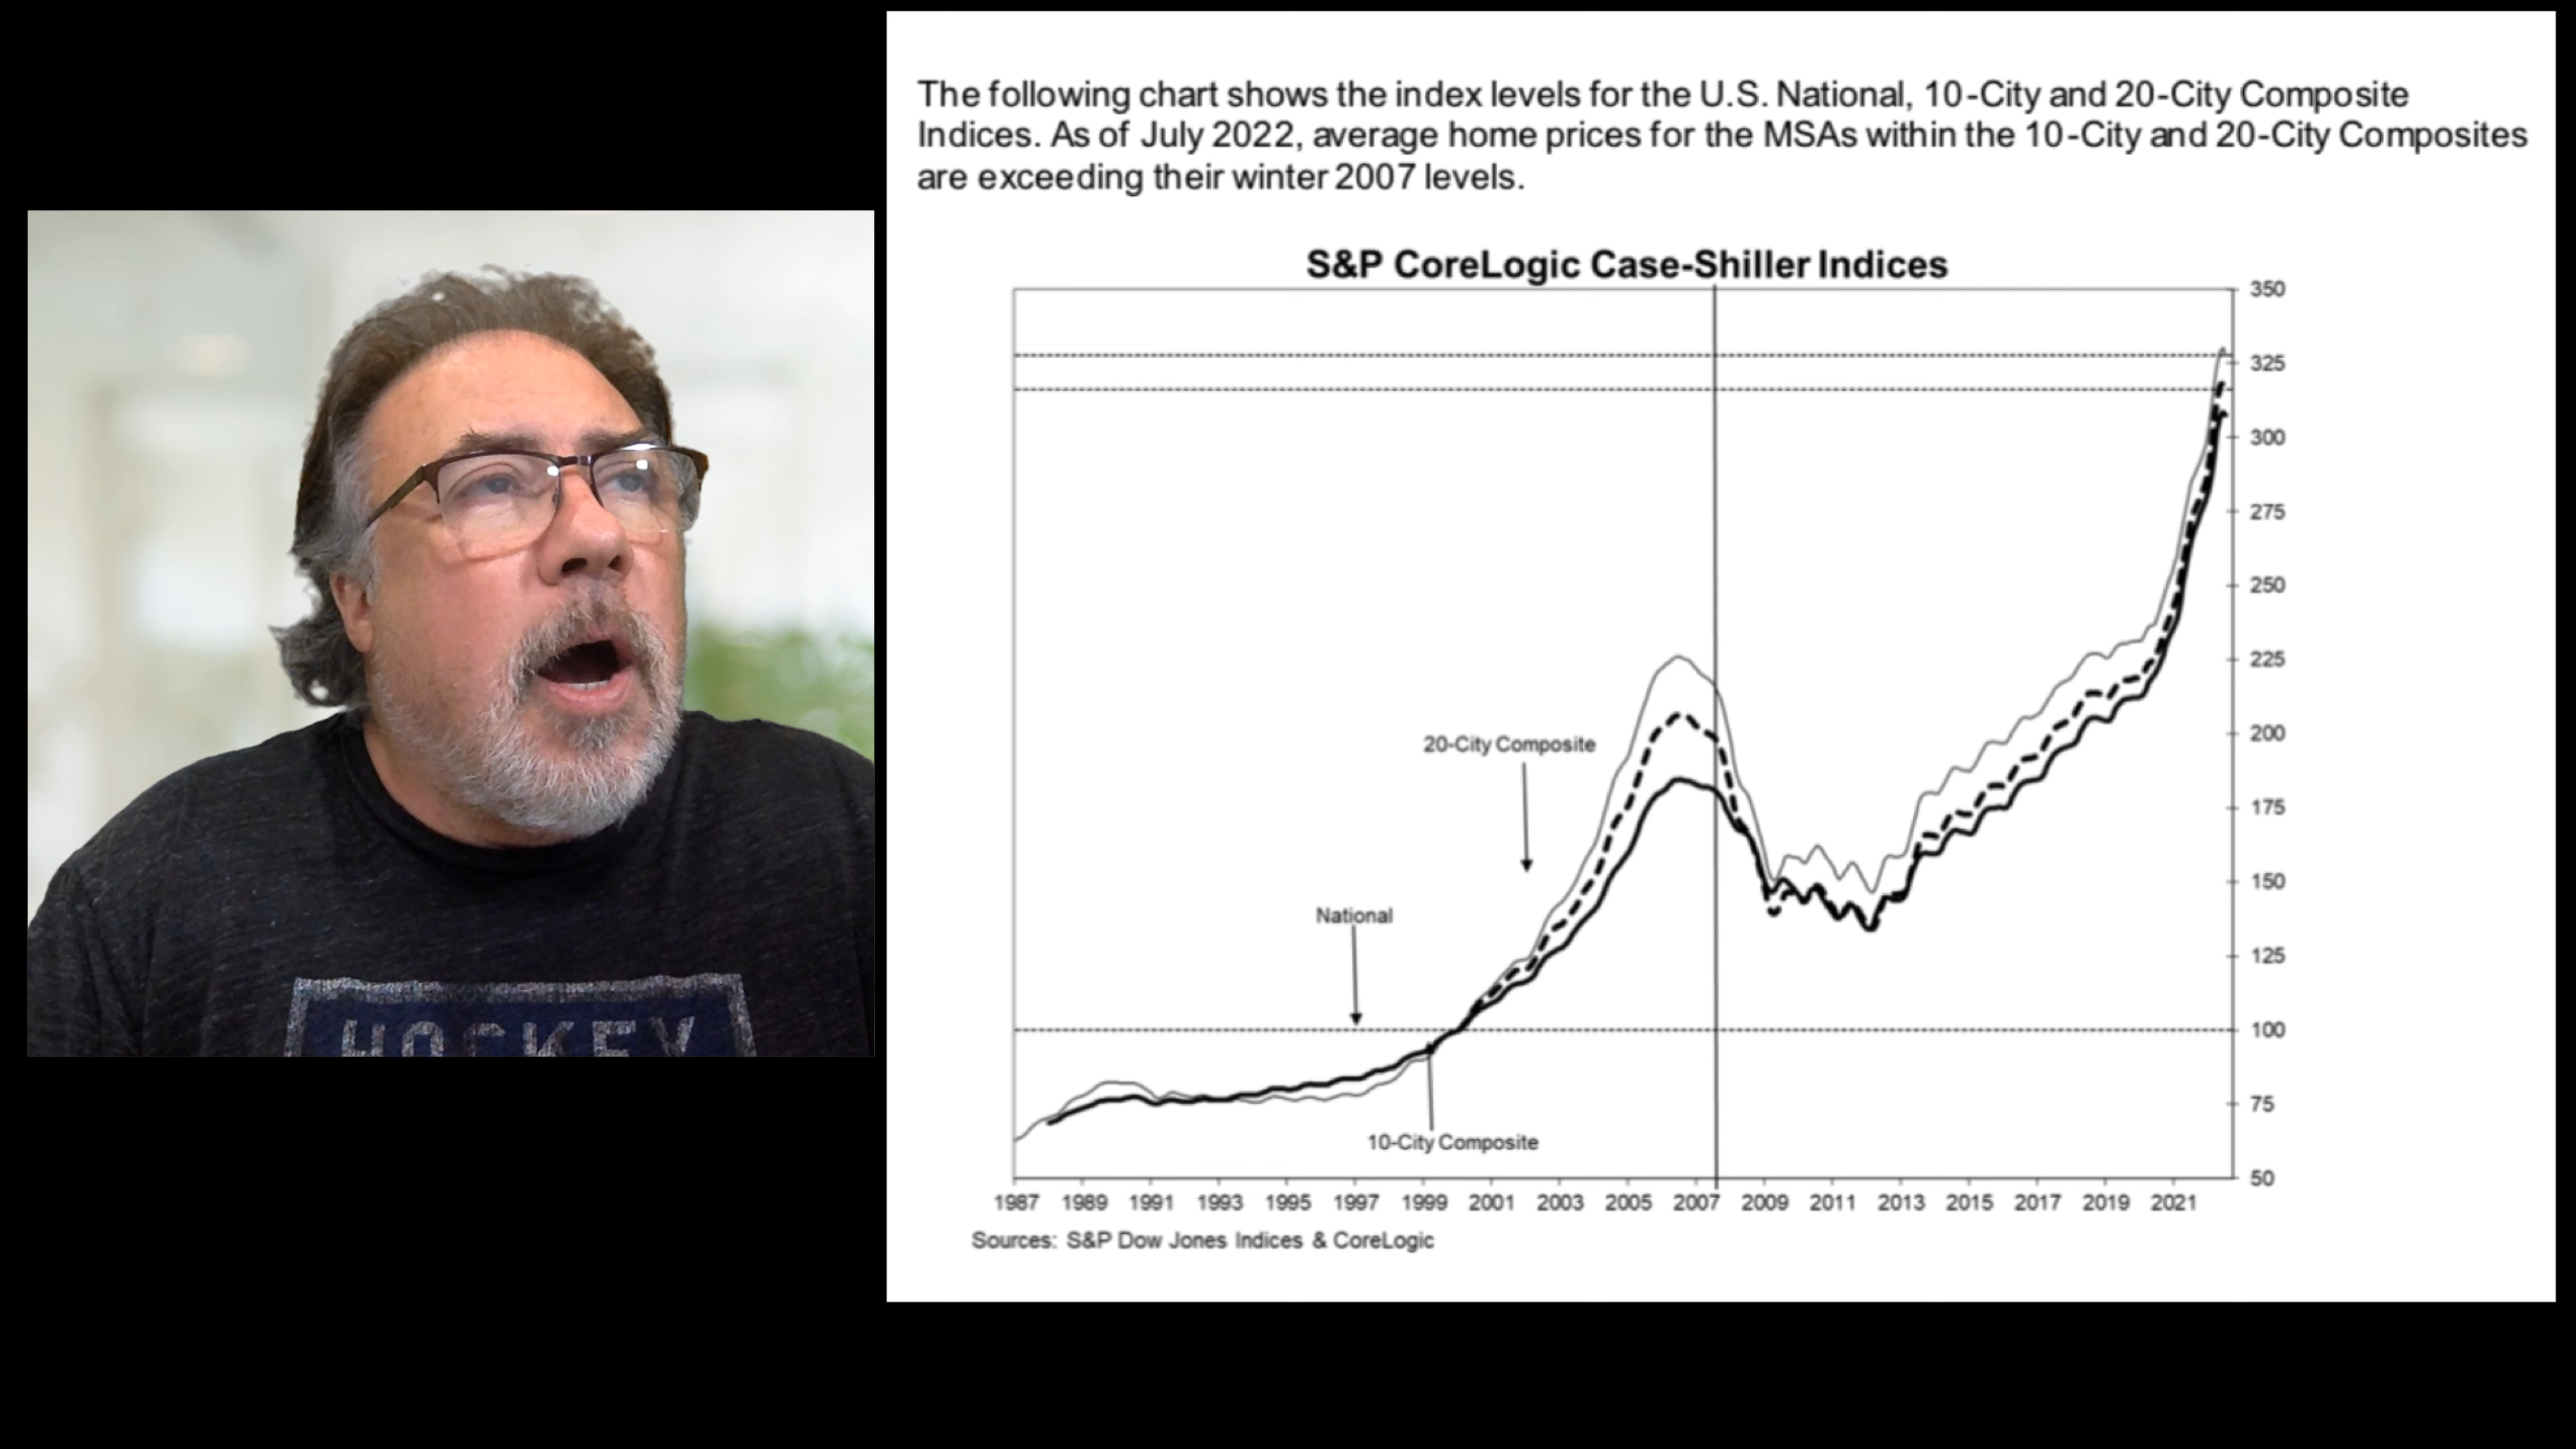 The following chart shows the index levels for the U.S. National, 10-City and 20-City Composite
Indices. As of July 2022, average home prices for the MSAs within the 10-City and 20-City Composites
are exceeding their winter 2007 levels.
S&P CoreLogic Case-Shiller Indices
350
325
300
275
250
225
200
175
150
125
100
75
50
20-City Composite
National
10-City Composite
1987 1989 1991 1993 1995 1997 1999 2001 2003 2005 2007 2009 2011 2013 2015 2017 2019 2021
Sources: S&P Dow Jones Indices & CoreLogic
HOCKEY